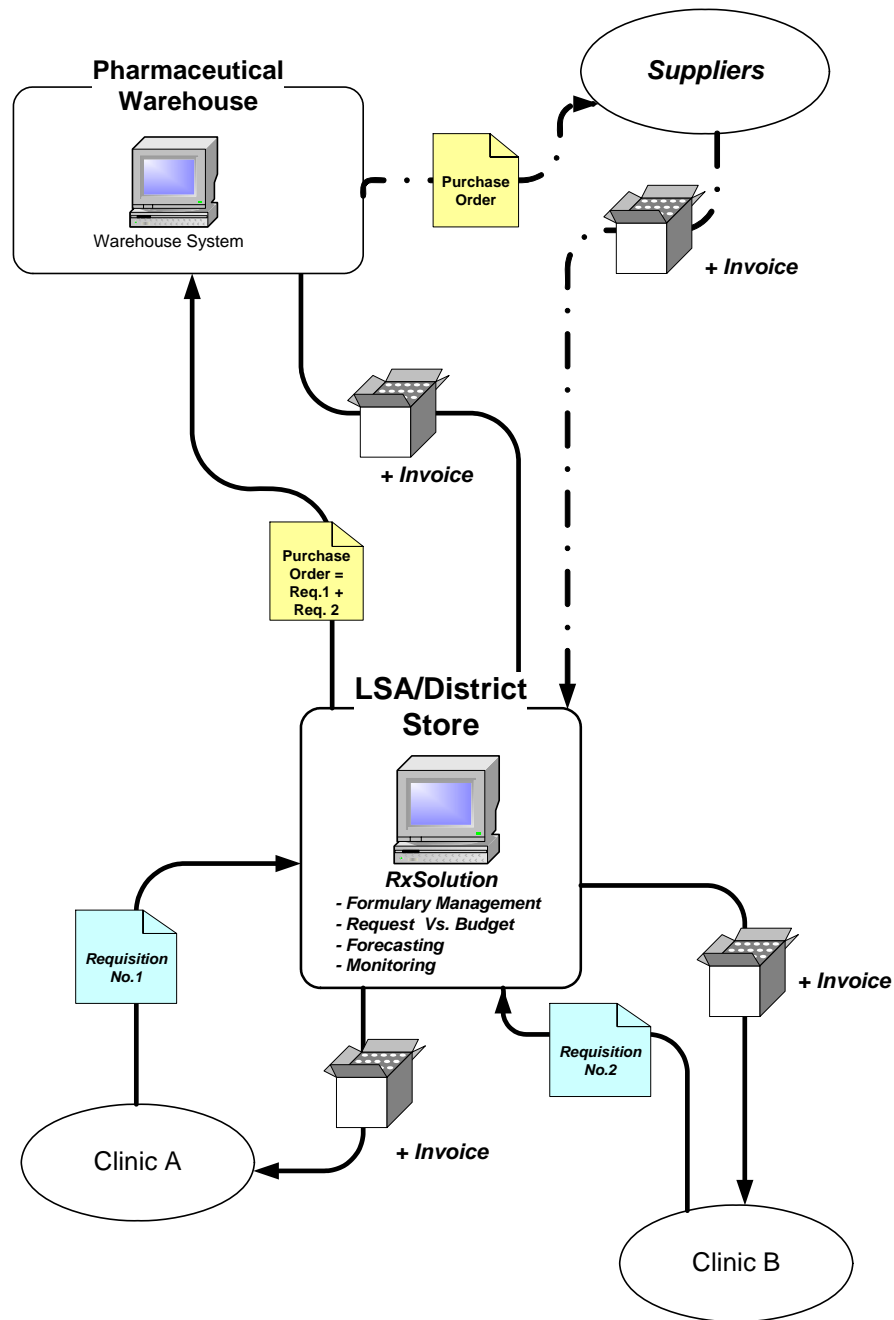 Pharmaceutical
Warehouse
Warehouse System
Suppliers
Purchase
Order
+ Invoice
+ Invoice
Purchase
Order =
Req.1 +
Req. 2
LSA/District
Store
RxSolution
- Formulary Management
- Request Vs. Budget
- Forecasting
- Monitoring
Requisition
No.1
+ Invoice
Requisition
No.2
+ Invoice
Clinic A
Clinic B